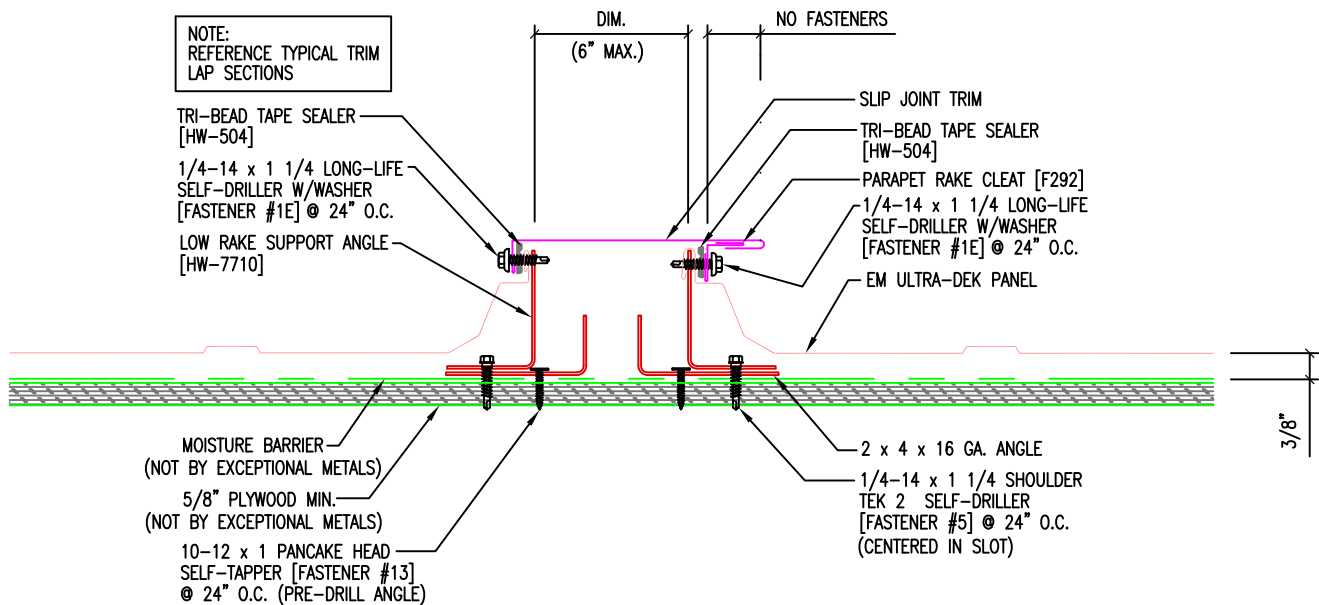 NOTE:
REFERENCE TYPICAL TRIM
LAP SECTIONS
DIM.
(6" MAX.)
NO FASTENERS
TRI-BEAD TAPE SEALER
[HW-504]
1/4-14 x 1 1/4 LONG-LIFE
SELF-DRILLER W/WASHER
[FASTENER #1E] @ 24" O.C.
LOW RAKE SUPPORT ANGLE
[HW-7710]
SLIP JOINT TRIM
TRI-BEAD TAPE SEALER
[HW-504]
PARAPET RAKE CLEAT [F292]
1/4-14 x 1 1/4 LONG-LIFE
SELF-DRILLER W/WASHER
[FASTENER #1E] @ 24" O.C.
EM ULTRA-DEK PANEL
3/8"
MOISTURE BARRIER
(NOT BY EXCEPTIONAL METALS)
5/8" PLYWOOD MIN.
(NOT BY EXCEPTIONAL METALS)
10-12 x 1 PANCAKE HEAD
SELF-TAPPER [FASTENER #13]
@ 24" O.C. (PRE-DRILL ANGLE)
2 x 4 x 16 GA. ANGLE
1/4-14 x 1 1/4 SHOULDER
TEK 2 SELF-DRILLER
[FASTENER #5] @ 24" O.C.
(CENTERED IN SLOT)